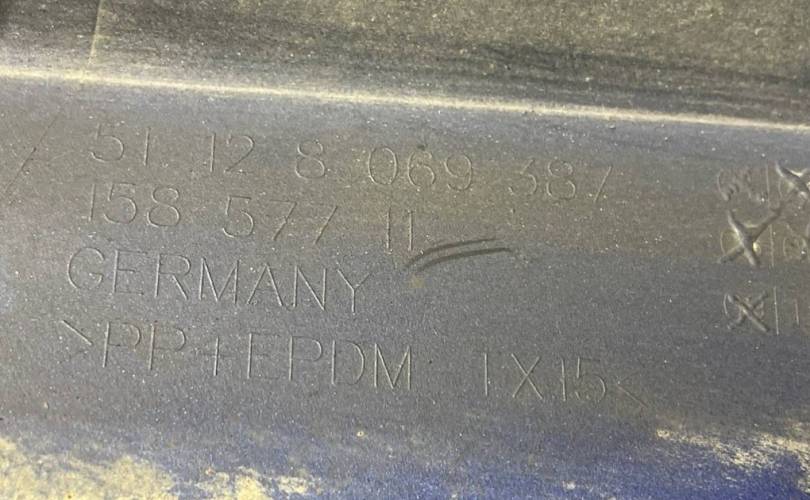 51. 12 8 069 387
158 577 11
GERMANY
>PP+EPDM TX15<